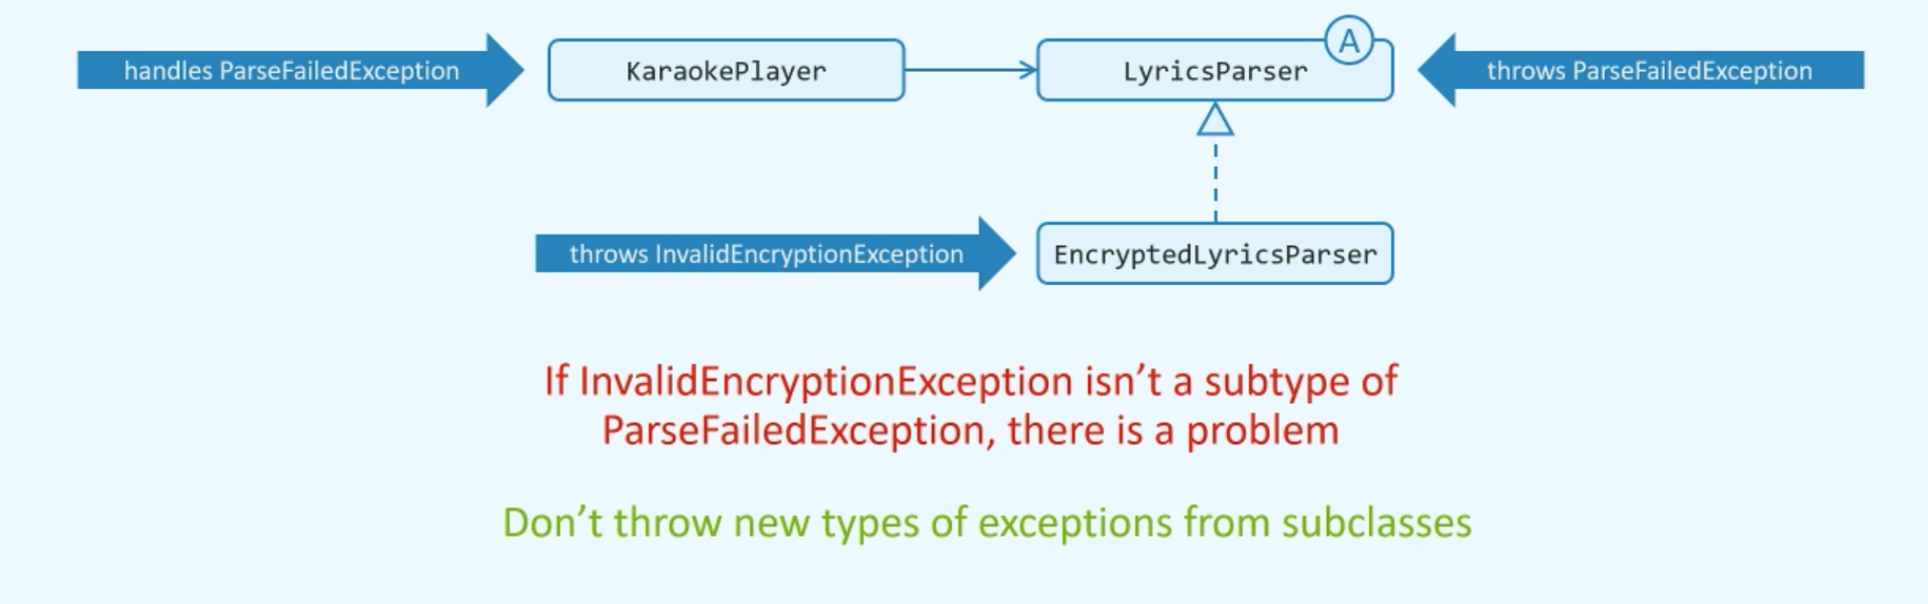 handles ParseFailedException
KaraokePlayer
LyricsParser
A
throws ParseFailedException
throws InvalidEncryptionException
EncryptedLyricsParser
If InvalidEncryptionException isn’t a subtype of
ParseFailedException, there is a problem
Don’t throw new types of exceptions from subclasses